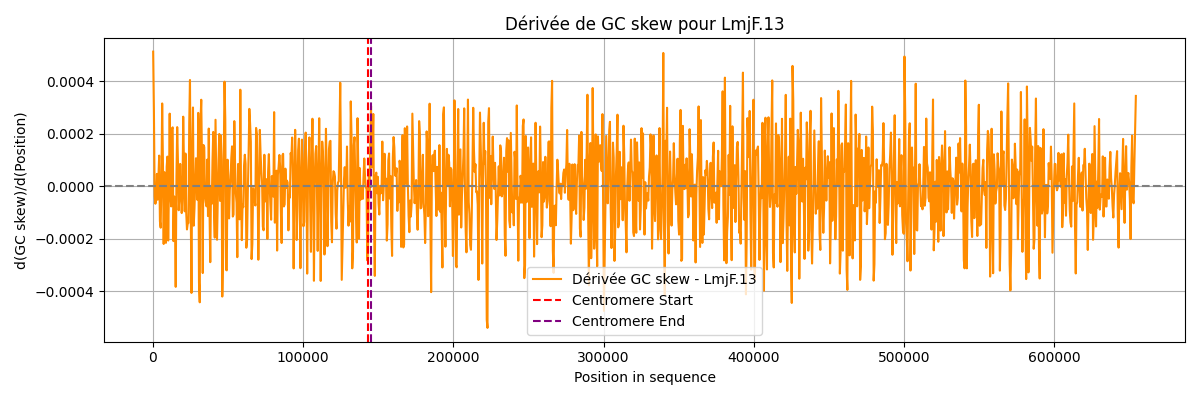 Dérivée de GC skew pour LmjF.13
d(GC skew)/d(Position)
0.0004
0.0002
0.0000
−0.0002
−0.0004
Dérivée GC skew - LmjF.13
Centromere Start
Centromere End
0 100000 200000 300000 400000 500000 600000
Position in sequence